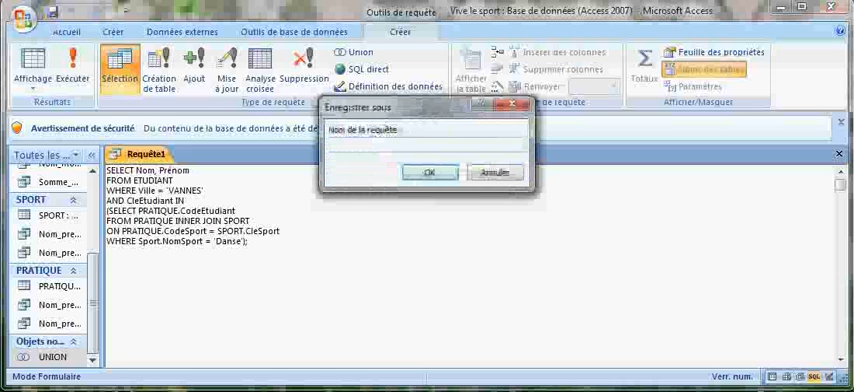 Outils de requête Vive le sport : Base de données (Access 2007) - Microsoft Access
Accueil Créer Données externes Outils de base de données Créer
Affichage Exécuter Sélection Création de table Ajout Mise à jour Analyse croisée Suppression
Union
SQL direct
Définition des données
Afficher la table
Insérer des colonnes
Supprimer colonnes
Renvoyer:
Totaux
Feuille des propriétés
Noms des tables
Paramètres
Résultats Type de requête de requête Afficher/Masquer
Enregistrer sous
Nom de la requête
OK Annuler
Avertissement de sécurité Du contenu de la base de données a été dé
Toutes les ...
Requête1
Somme_...
SPORT
SPORT : ...
Nom_pre...
Nom_pre...
PRATIQUE
PRATIQU...
Nom_pre...
Nom_pre...
Objets no...
UNION
SELECT Nom, Prénom
FROM ETUDIANT
WHERE Ville = 'VANNES'
AND CleEtudiant IN
(SELECT PRATIQUE.CodeEtudiant
FROM PRATIQUE INNER JOIN SPORT
ON PRATIQUE.CodeSport = SPORT.CleSport
WHERE Sport.NomSport = 'Danse');
Mode Formulaire Verr. num. SQL